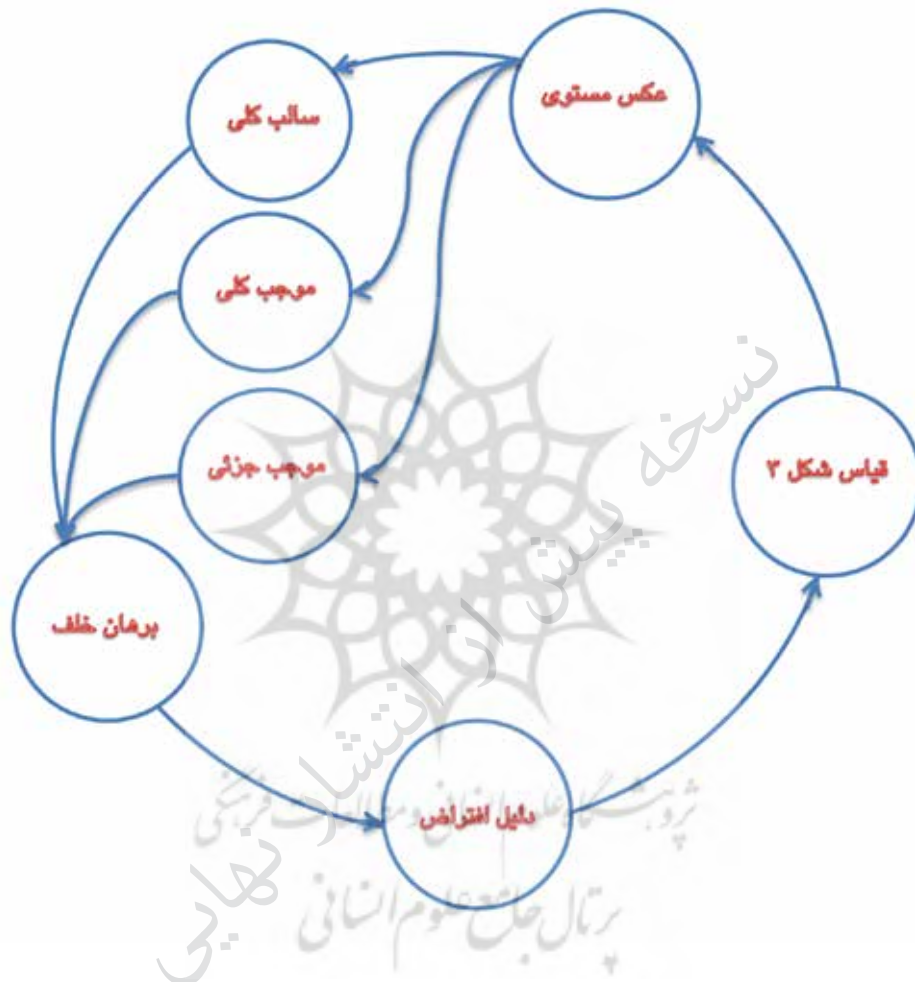 عکس مستوی
سالب کلی
موجب کلی
موجب جزئی
قیاس شکل ۳
برهان خلف
دلیل افتراض
نسخه پیش از انتشار نهایی
پژوهشگاه علوم انسانی و مطالعات فرهنگی
پرتال جامع علوم انسانی